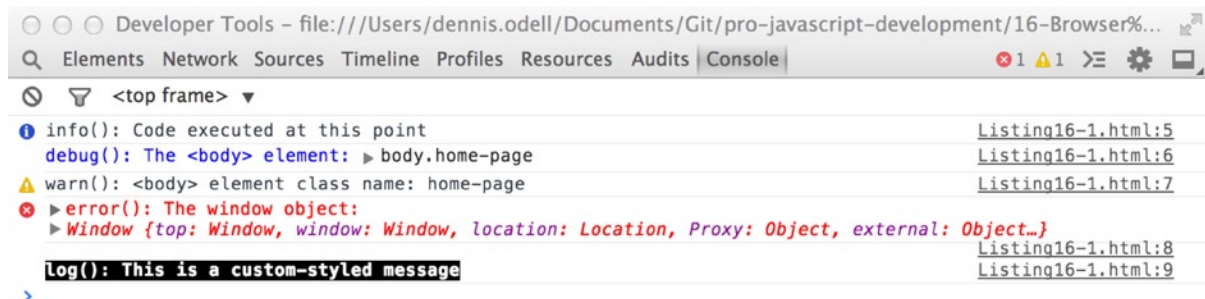 Developer Tools - file:///Users/dennis.odell/Documents/Git/pro-javascript-development/16-Browser%...
Elements Network Sources Timeline Profiles Resources Audits Console 1 1
<top frame> ▼
info(): Code executed at this point Listing16-1.html:5
debug(): The <body> element: ▶ body.home-page Listing16-1.html:6
warn(): <body> element class name: home-page Listing16-1.html:7
▶ error(): The window object:
▶ Window {top: Window, window: Window, location: Location, Proxy: Object, external: Object…}
Listing16-1.html:8
log(): This is a custom-styled message Listing16-1.html:9
>